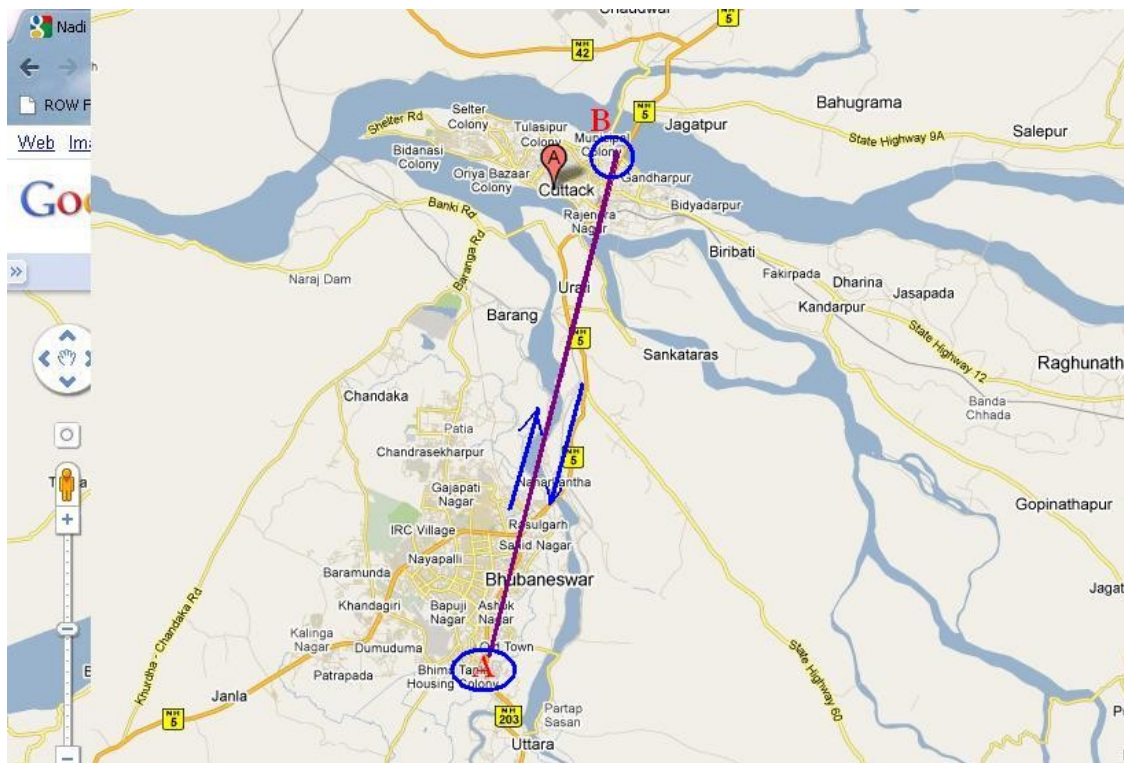 Nadi
ROW F
Web Ima
Goo
»
NH
5
NH
42
Selter
Colony
Shelter Rd
Tulasipur
Colony
B
Municipal
Colony
NH
5
Jagatpur
Bahugrama
State Highway 9A
Salepur
Bidanasi
Colony
Oriya Bazaar
Colony
A
Cuttack
Gandharpur
Bidyadarpur
Banki Rd
Rajendra
Nagar
Baranga Rd
Biribati
Naraj Dam
Urali
Fakirpada
Dharina
Jasapada
Kandarpur
Barang
NH
5
Sankataras
State Highway 12
Raghunath
Chandaka
Banda
Chhada
Patia
Chandrasekharpur
NH
5
Gajapati
Nagar
Naharkantha
Gopinathapur
IRC Village
Rasulgarh
Sahid Nagar
Nayapalli
Baramunda
Bhubaneswar
Jagat
Khandagiri
Bapuji
Nagar
Ashok
Nagar
Khurdha - Chandaka Rd
Kalinga
Nagar
Dumuduma
Old Town
State Highway 60
Patrapada
Bhima Tanki
Housing Colony
A
Janla
NH
5
NH
203
Partap
Sasan
Uttara